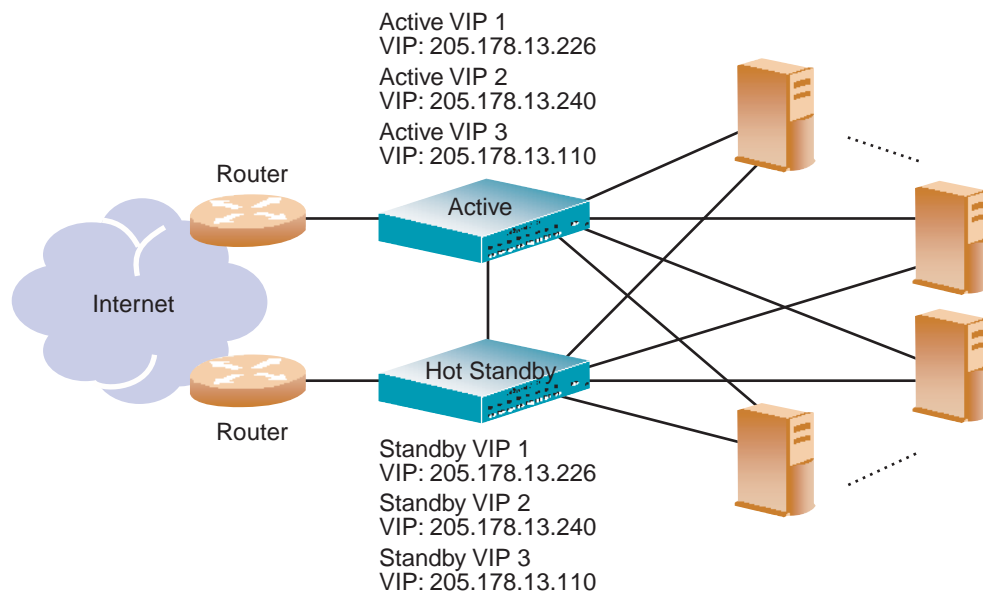 Active VIP 1
VIP: 205.178.13.226
Active VIP 2
VIP: 205.178.13.240
Active VIP 3
VIP: 205.178.13.110
Router
Active
Internet
Hot Standby
Router
Standby VIP 1
VIP: 205.178.13.226
Standby VIP 2
VIP: 205.178.13.240
Standby VIP 3
VIP: 205.178.13.110